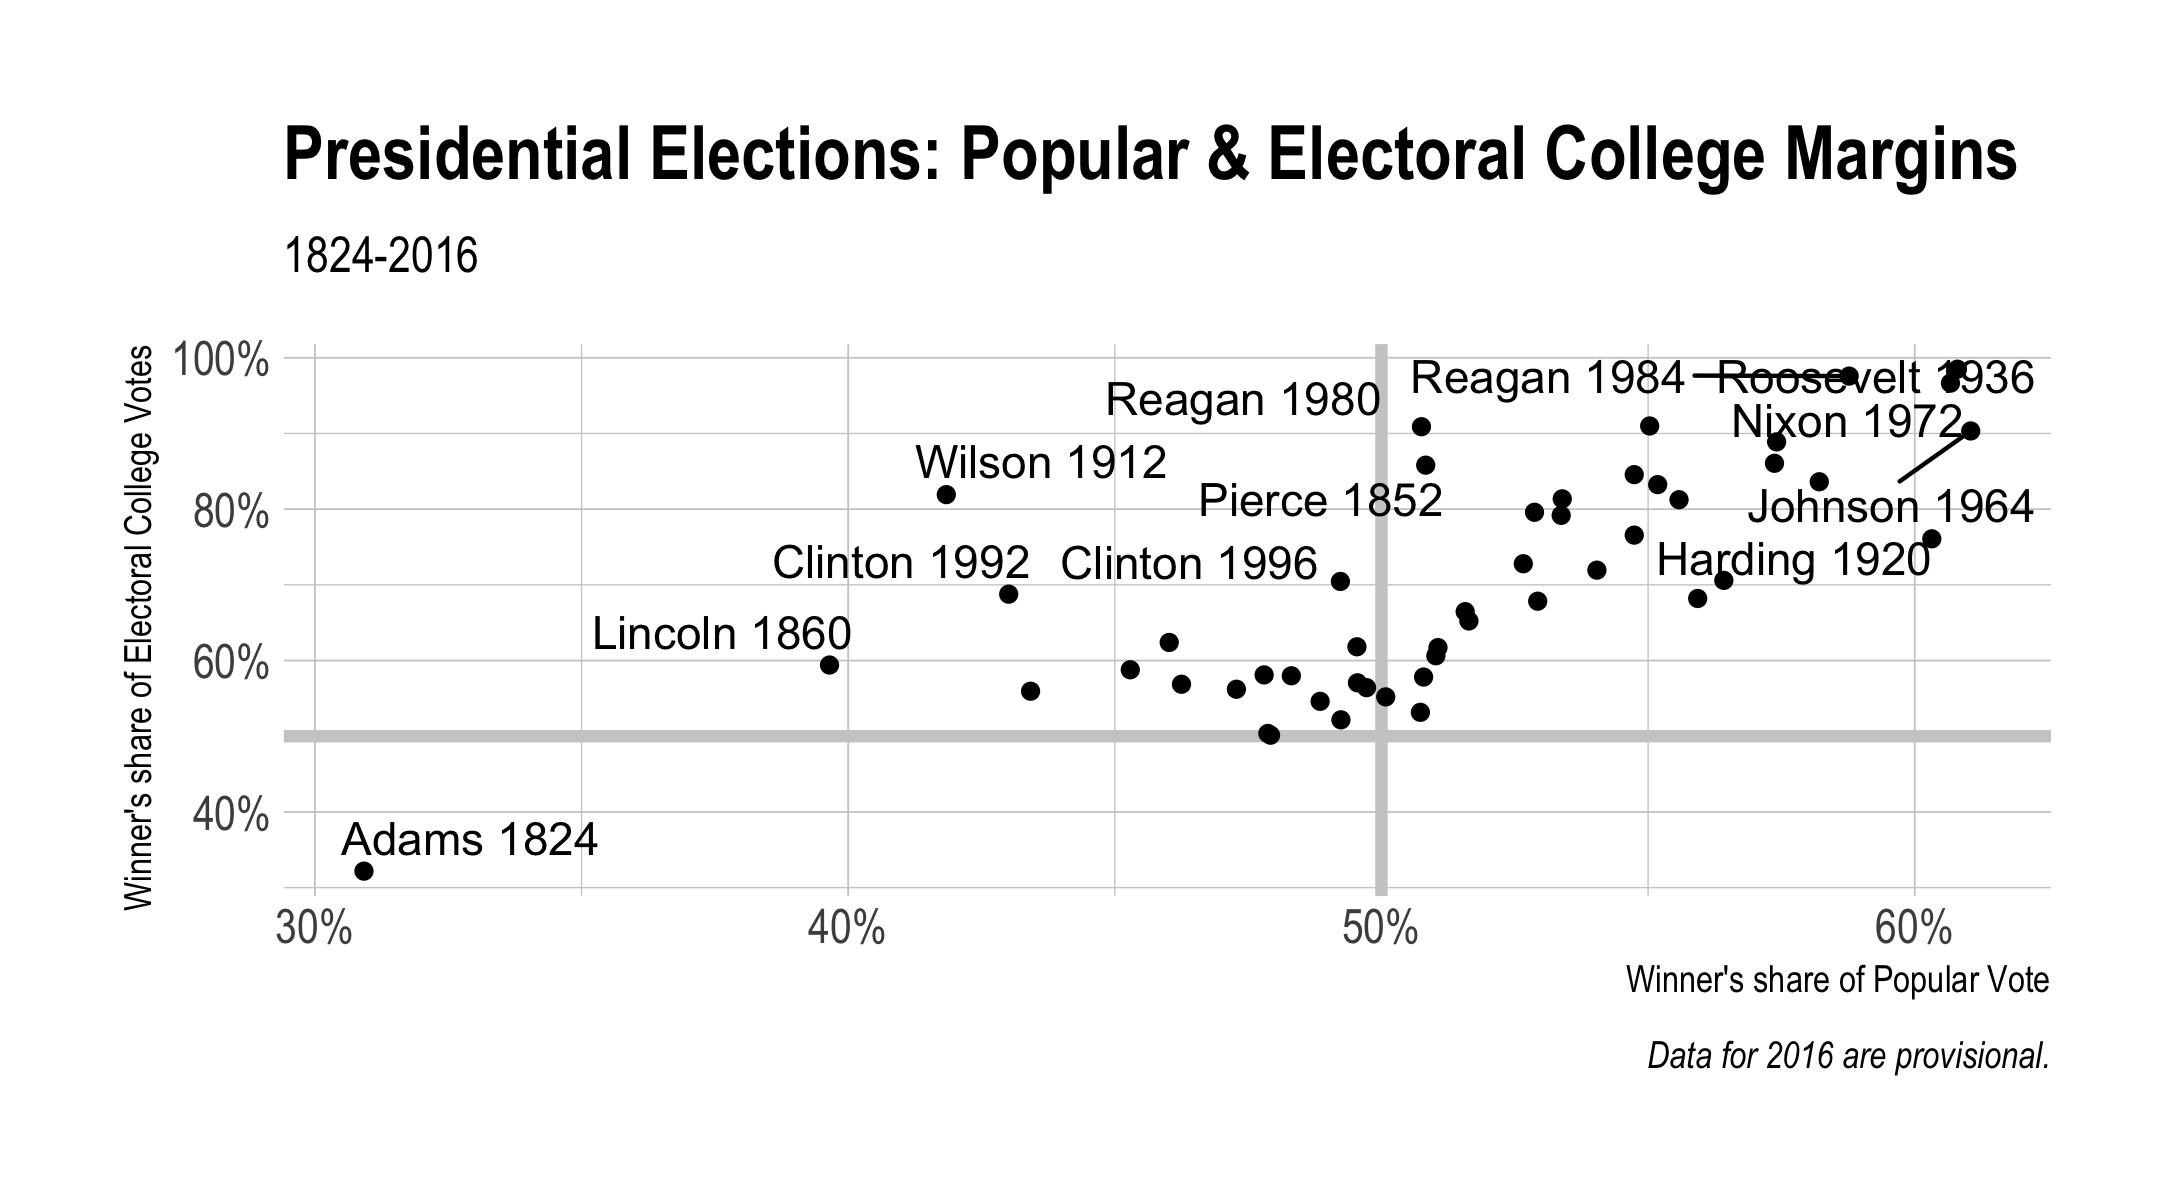 Presidential Elections: Popular & Electoral College Margins
1824-2016
Winner's share of Electoral College Votes
100%
80%
60%
40%
Reagan 1984
Roosevelt 1936
Reagan 1980
Nixon 1972
Wilson 1912
Pierce 1852
Johnson 1964
Clinton 1992
Clinton 1996
Harding 1920
Lincoln 1860
Adams 1824
30%
40%
50%
60%
Winner's share of Popular Vote
Data for 2016 are provisional.